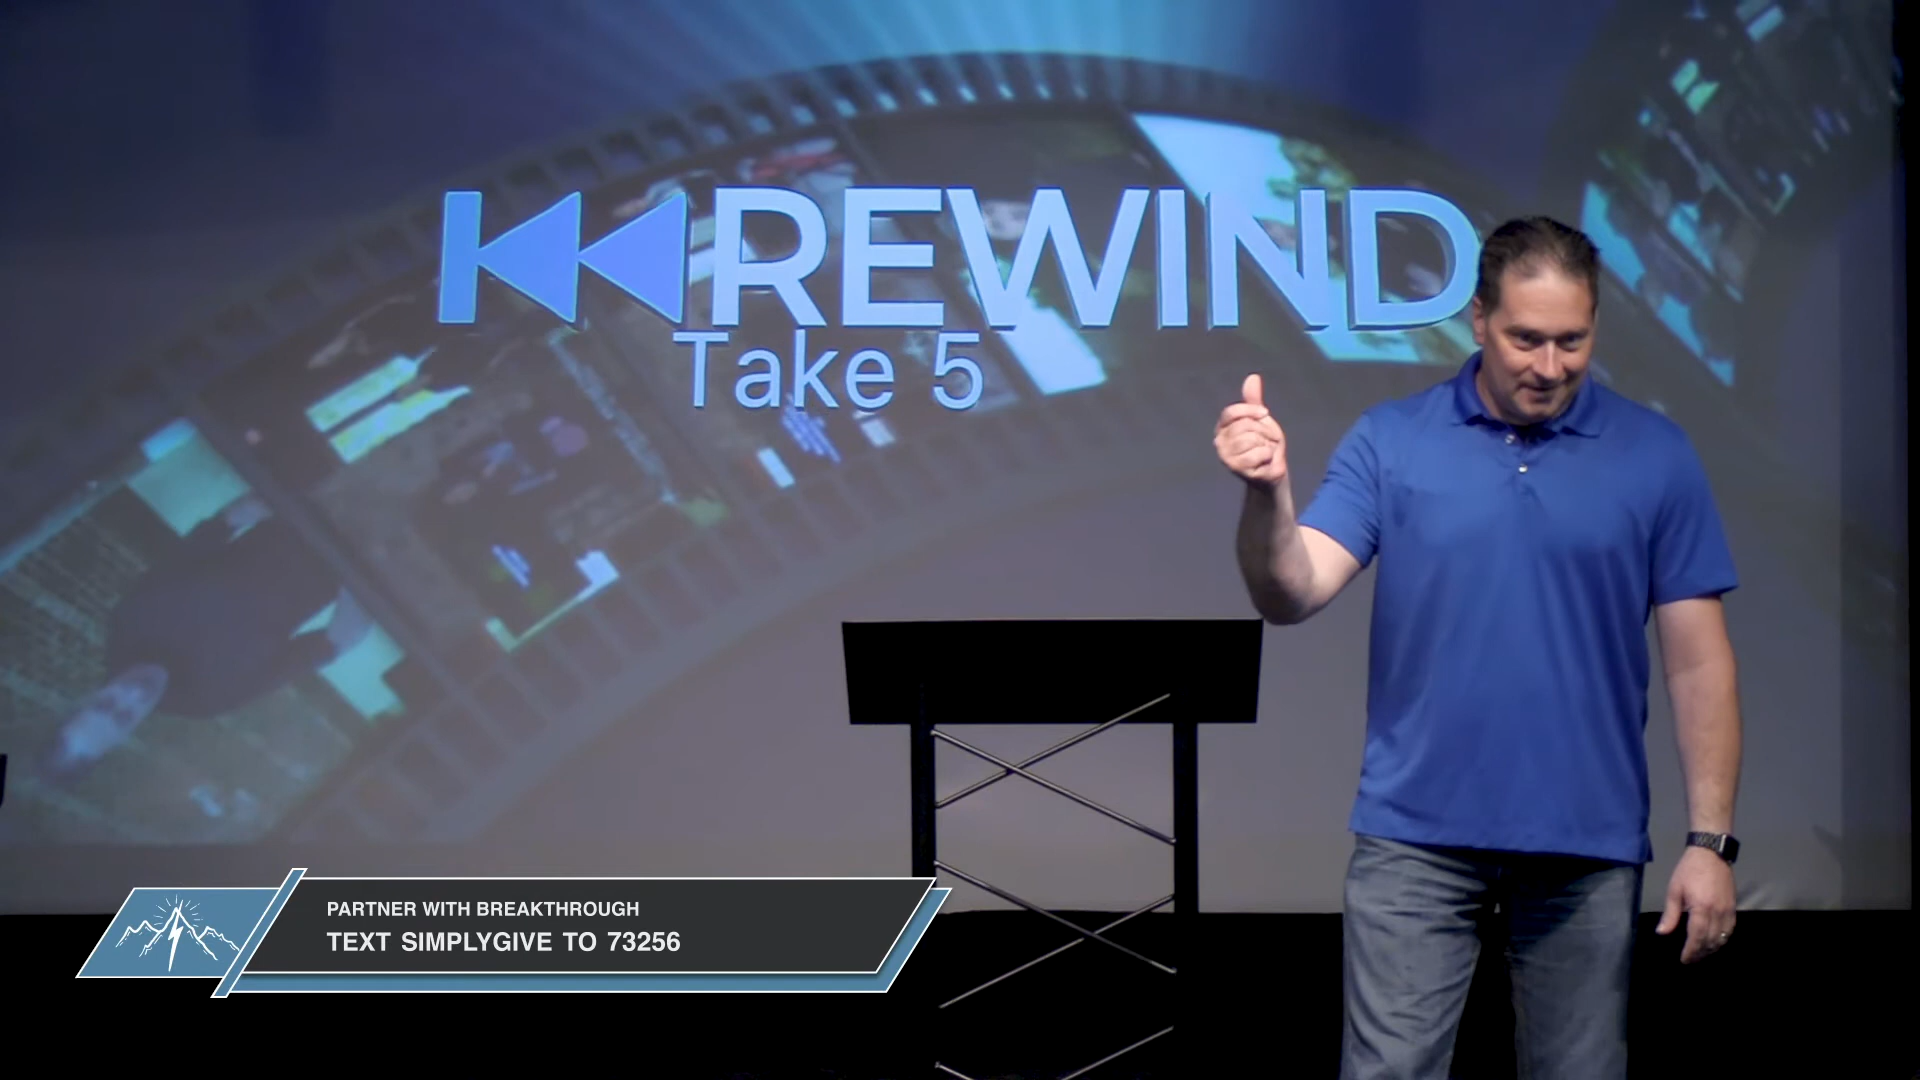 REWIND
Take 5
PARTNER WITH BREAKTHROUGH
TEXT SIMPLYGIVE TO 73256